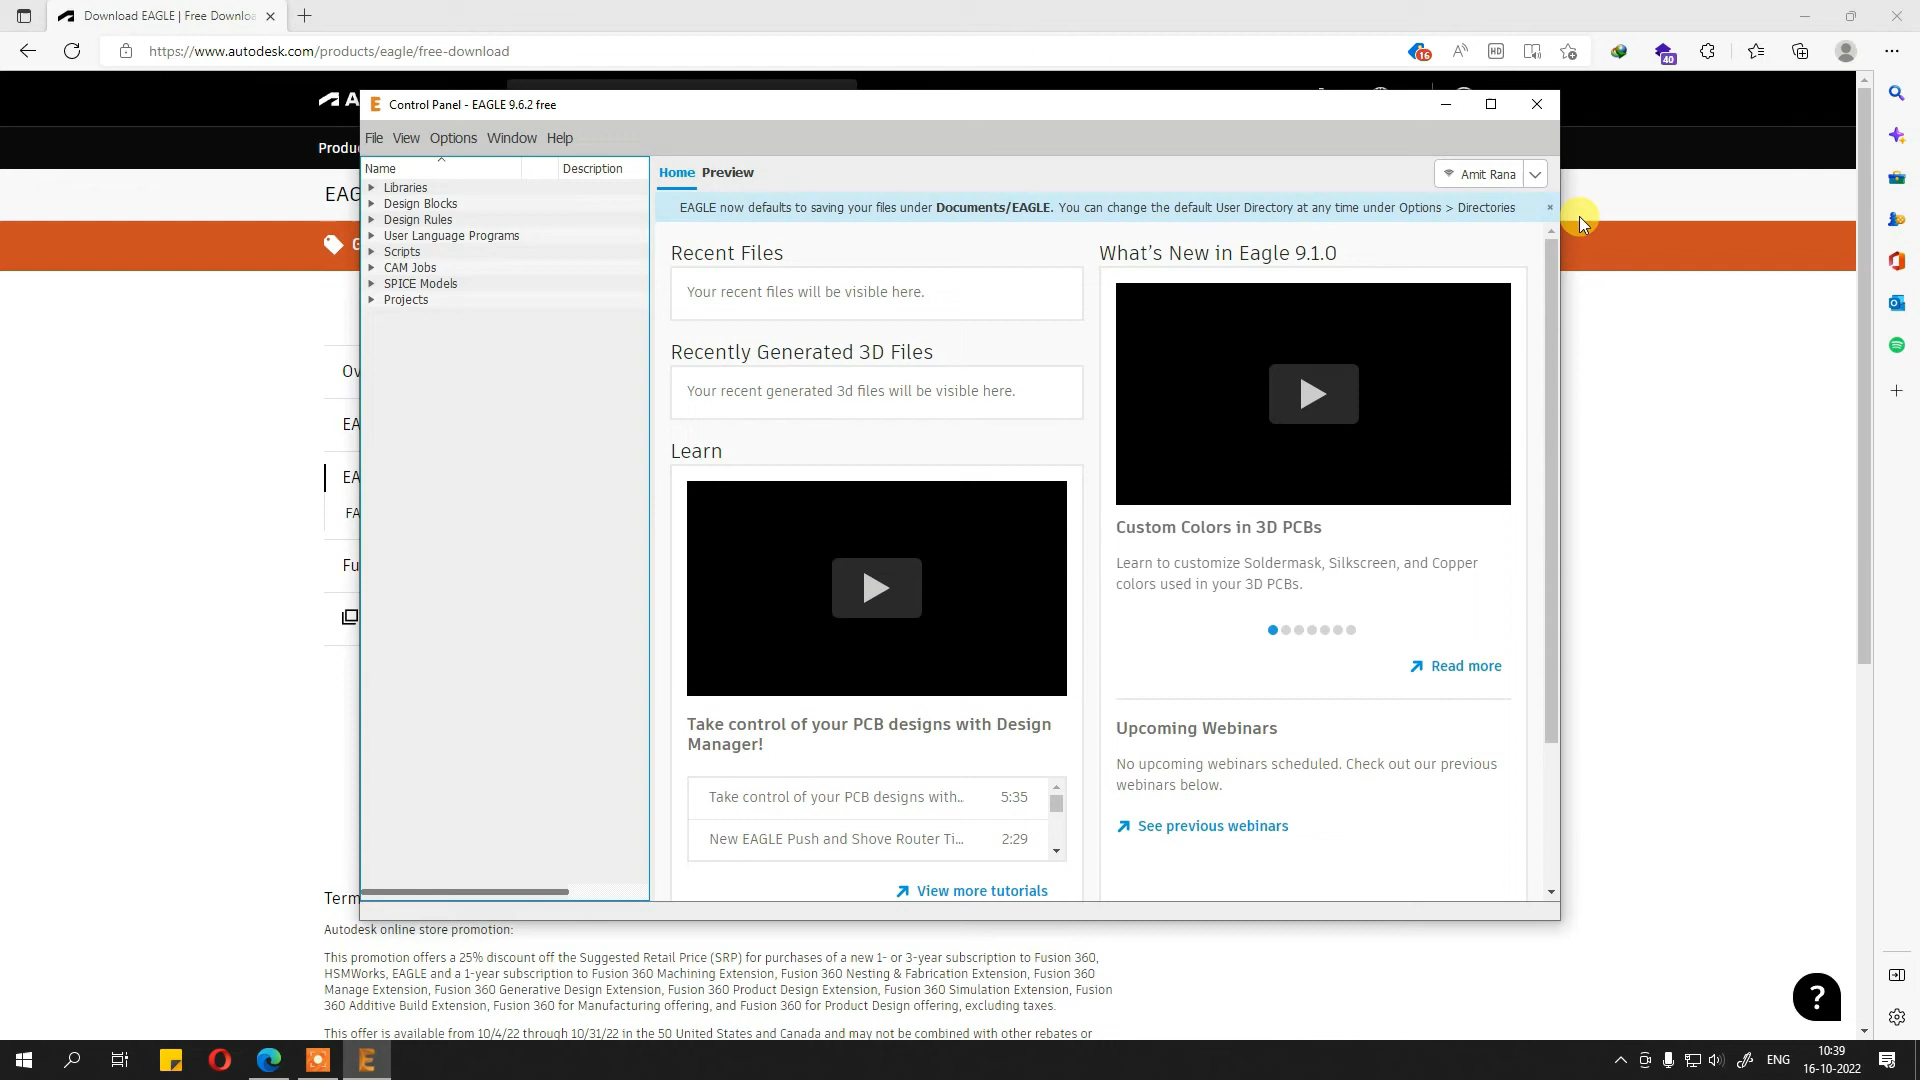 Download EAGLE | Free Downloa
https://www.autodesk.com/products/eagle/free-download
16
HD
40
A
Control Panel - EAGLE 9.6.2 free
File View Options Window Help
Produ
Name Description
Home Preview
Amit Rana
EAG
Libraries
Design Blocks
Design Rules
User Language Programs
Scripts
CAM Jobs
SPICE Models
Projects
EAGLE now defaults to saving your files under Documents/EAGLE. You can change the default User Directory at any time under Options > Directories
Recent Files
Your recent files will be visible here.
Recently Generated 3D Files
Your recent generated 3d files will be visible here.
Learn
Take control of your PCB designs with Design
Manager!
Take control of your PCB designs with.. 5:35
New EAGLE Push and Shove Router Ti... 2:29
View more tutorials
What's New in Eagle 9.1.0
Custom Colors in 3D PCBs
Learn to customize Soldermask, Silkscreen, and Copper
colors used in your 3D PCBs.
Read more
Upcoming Webinars
No upcoming webinars scheduled. Check out our previous
webinars below.
See previous webinars
Ov
EA
EA
FA
Fu
Term
Autodesk online store promotion:
This promotion offers a 25% discount off the Suggested Retail Price (SRP) for purchases of a new 1- or 3-year subscription to Fusion 360,
HSMWorks, EAGLE and a 1-year subscription to Fusion 360 Machining Extension, Fusion 360 Nesting & Fabrication Extension, Fusion 360
Manage Extension, Fusion 360 Generative Design Extension, Fusion 360 Product Design Extension, Fusion 360 Simulation Extension, Fusion
360 Additive Build Extension, Fusion 360 for Manufacturing offering, and Fusion 360 for Product Design offering, excluding taxes.
This offer is available from 10/4/22 through 10/31/22 in the 50 United States and Canada and may not be combined with other rebates or
?
ENG
10:39
16-10-2022